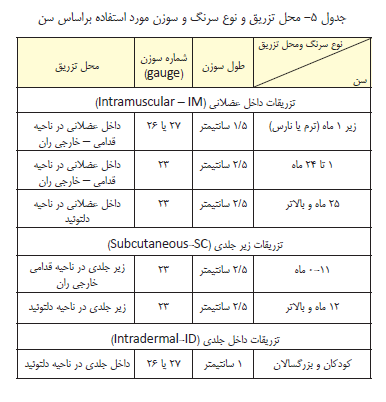 جدول ۵– محل تزریق و نوع سرنگ و سوزن مورد استفاده براساس سن
نوع سرنگ ومحل تزریق
سن
طول سوزن
شماره سوزن
(gauge)
محل تزریق
تزریقات داخل عضلانی (Intramuscular – IM)
زیر ۱ ماه (ترم یا نارس)
۱/۵ سانتیمتر
۲۷ یا ۲۶
داخل عضلانی در ناحیه
قدامی – خارجی ران
۱ تا ۲۴ ماه
۲/۵ سانتیمتر
۲۳
داخل عضلانی در ناحیه
قدامی – خارجی ران
۲۵ ماه و بالاتر
۲/۵ سانتیمتر
۲۳
داخل عضلانی در ناحیه
دلتوئید
تزریقات زیر جلدی (Subcutaneous-SC)
۰-۱۱ ماه
۲/۵ سانتیمتر
۲۳
زیر جلدی در ناحیه قدامی
خارجی ران
۱۲ ماه و بالاتر
۲/۵ سانتیمتر
۲۳
زیر جلدی در ناحیه دلتوئید
تزریقات داخل جلدی (Intradermal-ID)
کودکان و بزرگسالان
۱ سانتیمتر
۲۷ یا ۲۶
داخل جلدی در ناحیه دلتوئید